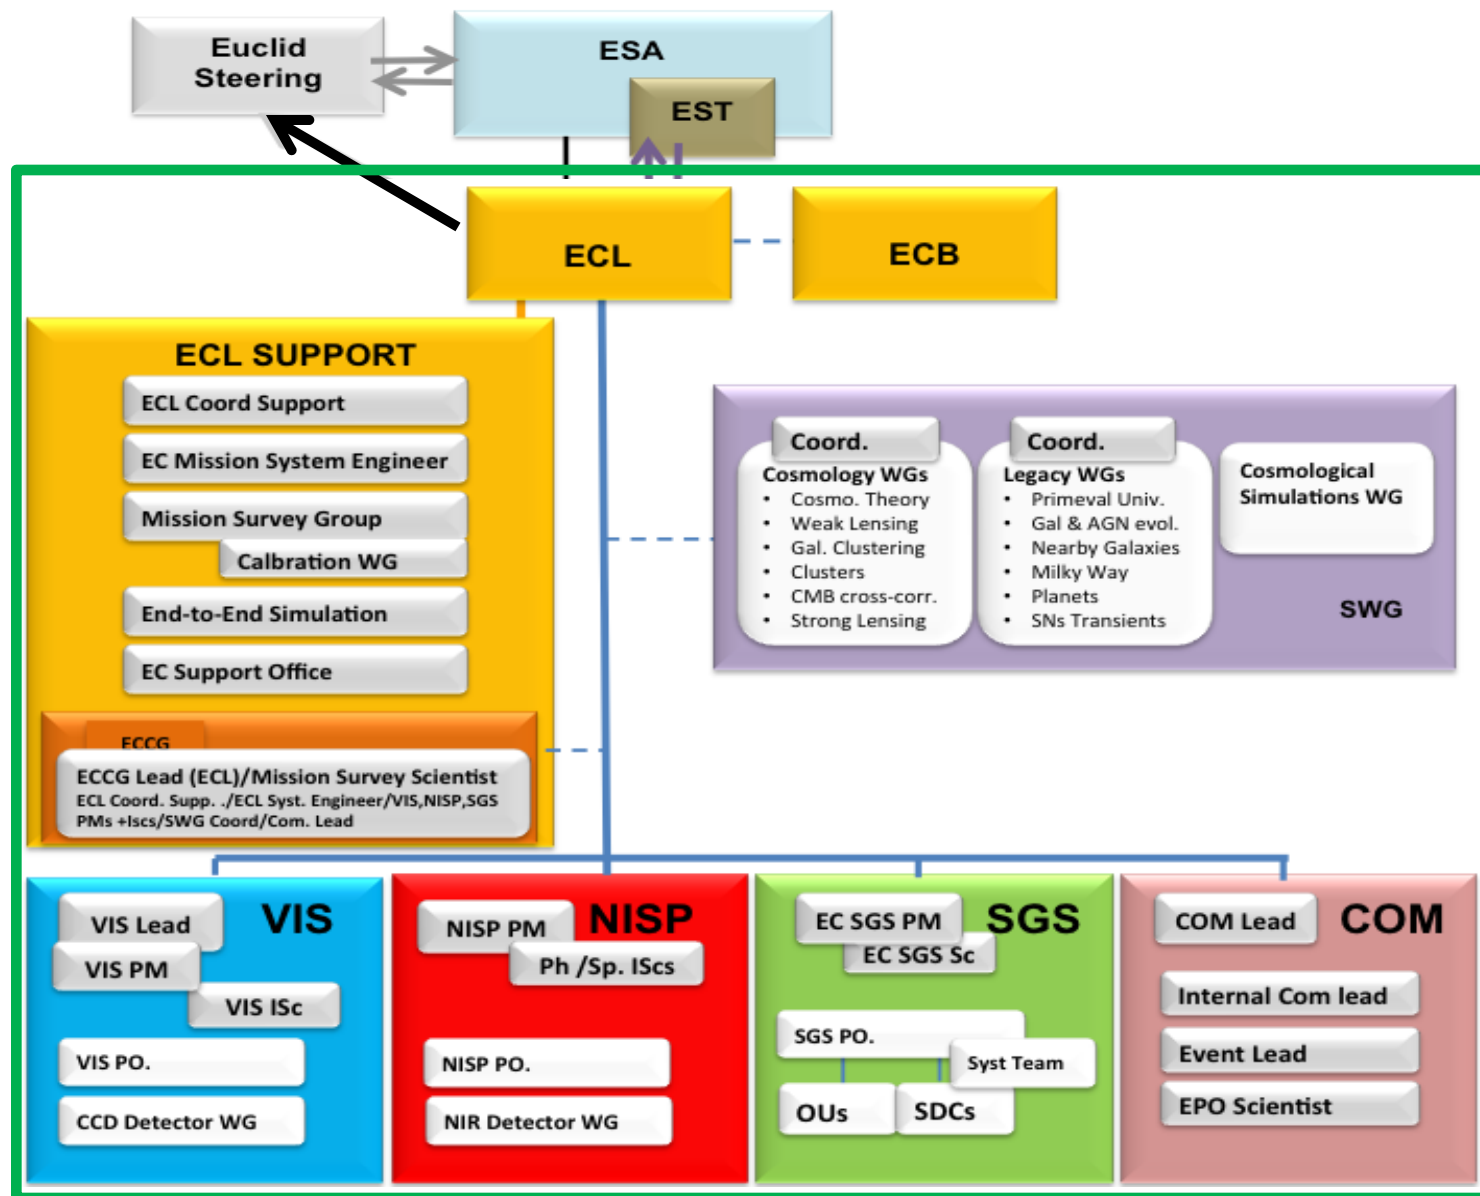 Euclid
Steering
ESA
EST
ECL
ECB
ECL SUPPORT
ECL Coord Support
EC Mission System Engineer
Mission Survey Group
Calbration WG
End-to-End Simulation
EC Support Office
ECCG
ECCG Lead (ECL)/Mission Survey Scientist
ECL Coord. Supp. ./ECL Syst. Engineer/VIS,NISP,SGS
PMs +Iscs/SWG Coord/Com. Lead
Coord.
Cosmology WGs
• Cosmo. Theory
• Weak Lensing
• Gal. Clustering
• Clusters
• CMB cross-corr.
• Strong Lensing
Coord.
Legacy WGs
• Primeval Univ.
• Gal & AGN evol.
• Nearby Galaxies
• Milky Way
• Planets
• SNs Transients
Cosmological
Simulations WG
SWG
VIS Lead
VIS
VIS PM
VIS ISc
VIS PO.
CCD Detector WG
NISP PM
NISP
Ph /Sp. IScs
NISP PO.
NIR Detector WG
EC SGS PM
SGS
EC SGS Sc
SGS PO.
Syst Team
OUs
SDCs
COM Lead
COM
Internal Com lead
Event Lead
EPO Scientist